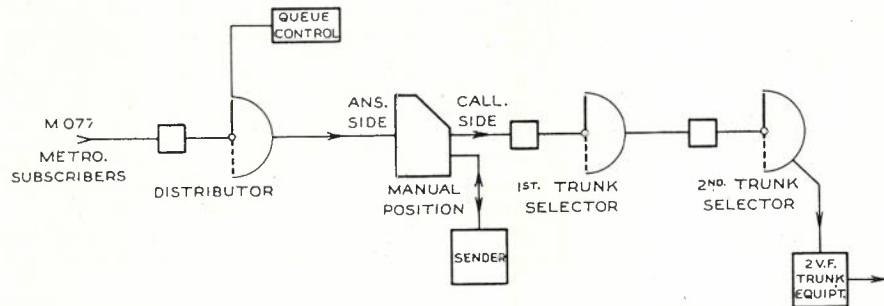 QUEUE
CONTROL
M 077
METRO.
SUBSCRIBERS
DISTRIBUTOR
ANS.
SIDE
CALL.
SIDE
MANUAL
POSITION
SENDER
1ST. TRUNK
SELECTOR
2ND. TRUNK
SELECTOR
2 V.F.
TRUNK
EQUIPT.